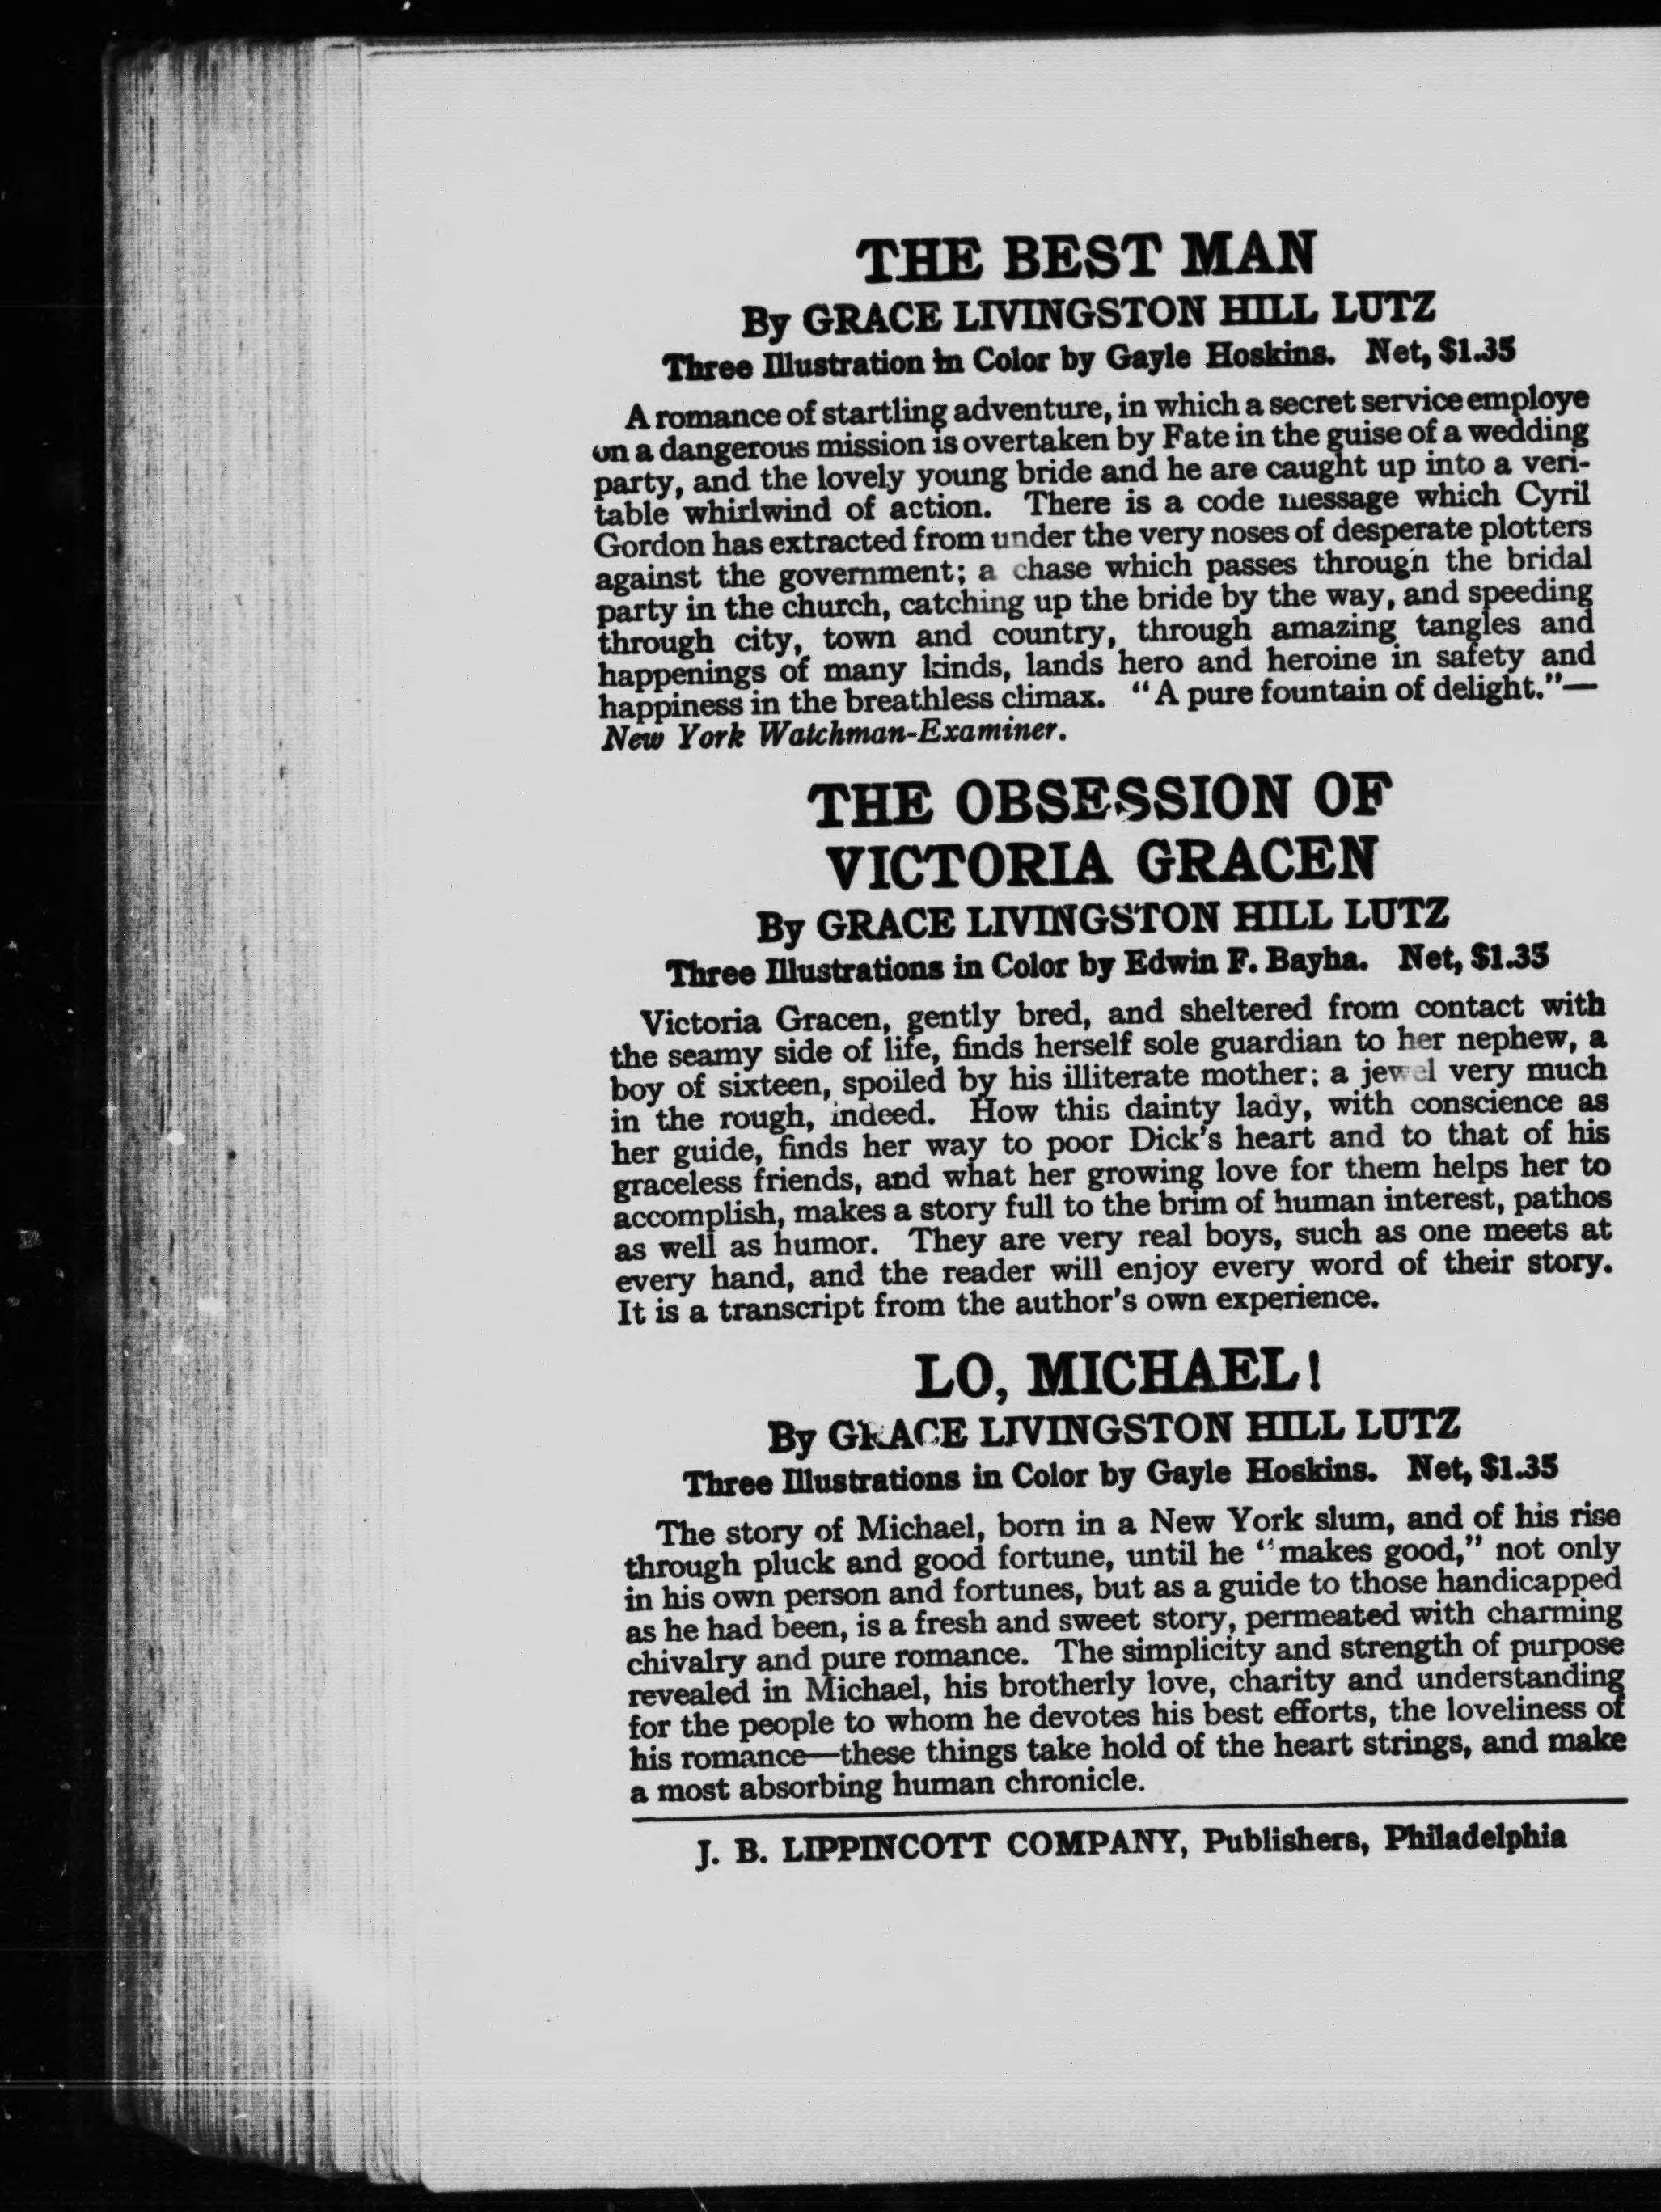 THE BEST MAN
By GRACE LIVINGSTON HILL LUTZ
Three Illustration in Color by Gayle Hoskins. Net, $1.35
A romance of startling adventure, in which a secret service employe
on a dangerous mission is overtaken by Fate in the guise of a wedding
party, and the lovely young bride and he are caught up into a veri-
table whirlwind of action. There is a code message which Cyril
Gordon has extracted from under the very noses of desperate plotters
against the government; a chase which passes through the bridal
party in the church, catching up the bride by the way, and speeding
through city, town and country, through amazing tangles and
happenings of many kinds, lands hero and heroine in safety and
happiness in the breathless climax. "A pure fountain of delight."—
New York Watchman-Examiner.
THE OBSESSION OF
VICTORIA GRACEN
By GRACE LIVINGSTON HILL LUTZ
Three Illustrations in Color by Edwin F. Bayha. Net, $1.35
Victoria Gracen, gently bred, and sheltered from contact with
the seamy side of life, finds herself sole guardian to her nephew, a
boy of sixteen, spoiled by his illiterate mother; a jewel very much
in the rough, indeed. How this dainty lady, with conscience as
her guide, finds her way to poor Dick's heart and to that of his
graceless friends, and what her growing love for them helps her to
accomplish, makes a story full to the brim of human interest, pathos
as well as humor. They are very real boys, such as one meets at
every hand, and the reader will enjoy every word of their story.
It is a transcript from the author's own experience.
LO, MICHAEL!
By GRACE LIVINGSTON HILL LUTZ
Three Illustrations in Color by Gayle Hoskins. Net, $1.35
The story of Michael, born in a New York slum, and of his rise
through pluck and good fortune, until he "makes good," not only
in his own person and fortunes, but as a guide to those handicapped
as he had been, is a fresh and sweet story, permeated with charming
chivalry and pure romance. The simplicity and strength of purpose
revealed in Michael, his brotherly love, charity and understanding
for the people to whom he devotes his best efforts, the loveliness of
his romance—these things take hold of the heart strings, and make
a most absorbing human chronicle.
J. B. LIPPINCOTT COMPANY, Publishers, Philadelphia